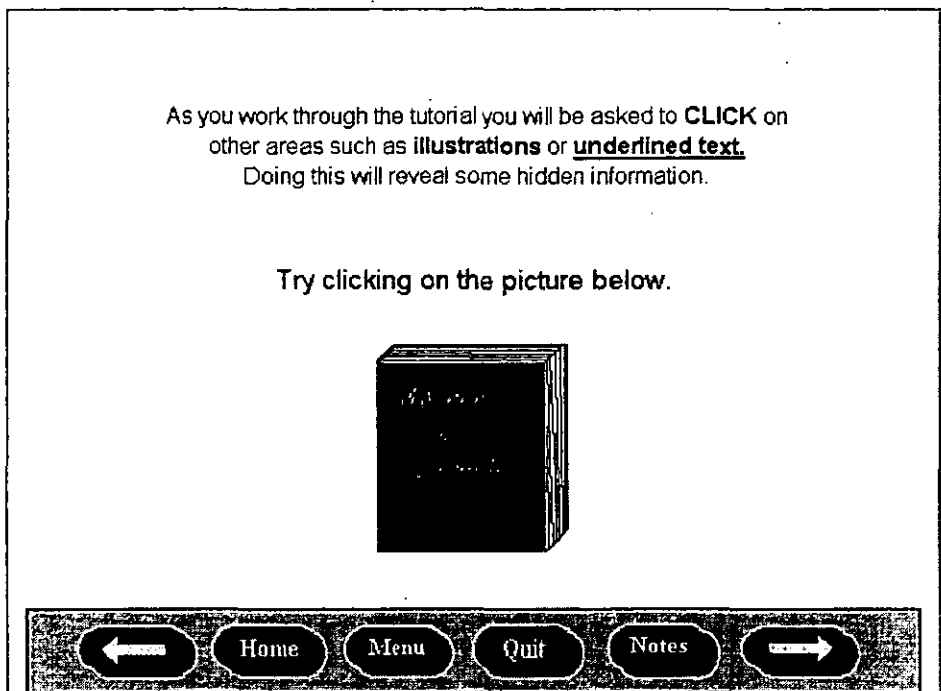 As you work through the tutorial you will be asked to CLICK on
other areas such as illustrations or underlined text.
Doing this will reveal some hidden information.
Try clicking on the picture below.
Home Menu Quit Notes